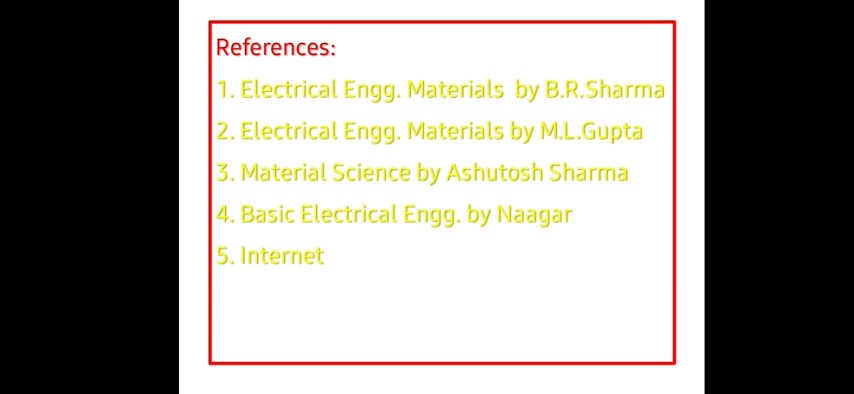 References:
1. Electrical Engg. Materials by B.R.Sharma
2. Electrical Engg. Materials by M.L.Gupta
3. Material Science by Ashutosh Sharma
4. Basic Electrical Engg. by Naagar
5. Internet